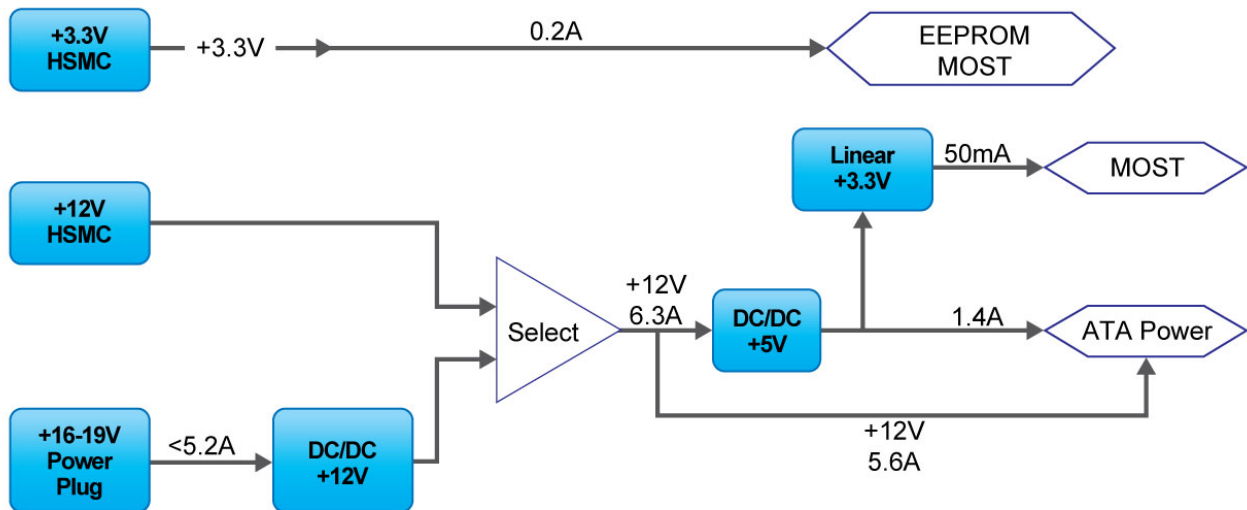 +3.3V
HSMC
+3.3V
0.2A
EEPROM
MOST
Linear
+3.3V
50mA
MOST
+12V
HSMC
+12V
6.3A
Select
DC/DC
+5V
1.4A
ATA Power
+16-19V
Power
Plug
<5.2A
DC/DC
+12V
+12V
5.6A